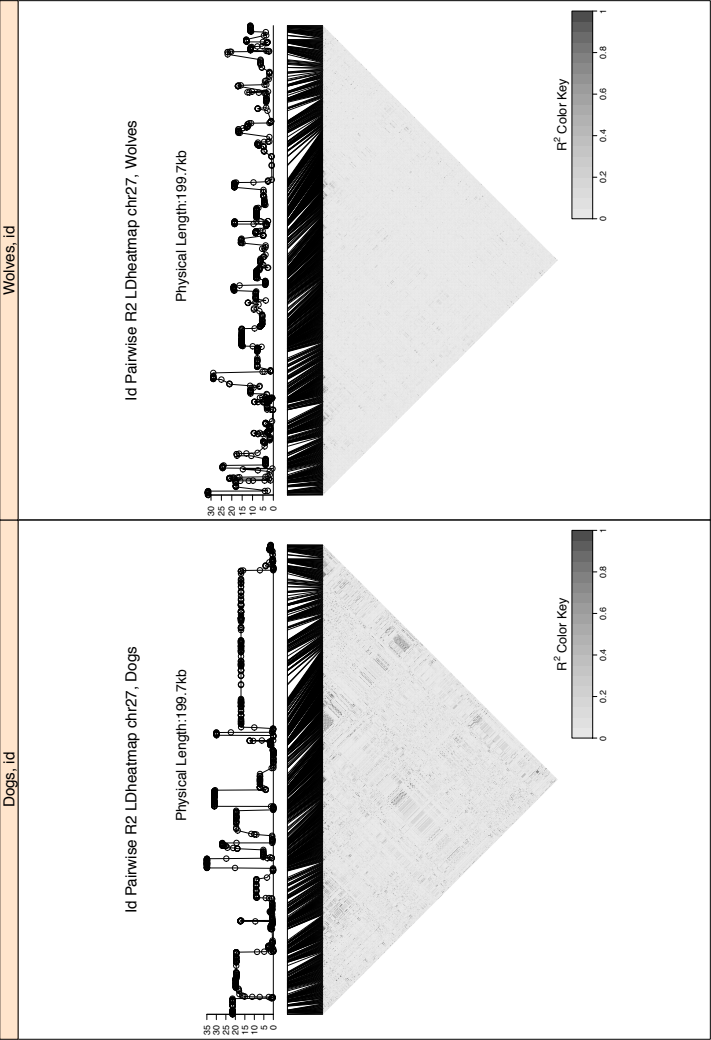 Dogs, id
Id Pairwise R2 LDheatmap chr27, Dogs
Physical Length:199.7kb
35
30
25
20
15
10
5
0
R² Color Key
0 0.2 0.4 0.6 0.8 1
Wolves, id
Id Pairwise R2 LDheatmap chr27, Wolves
Physical Length:199.7kb
30
25
20
15
10
5
0
R² Color Key
0 0.2 0.4 0.6 0.8 1